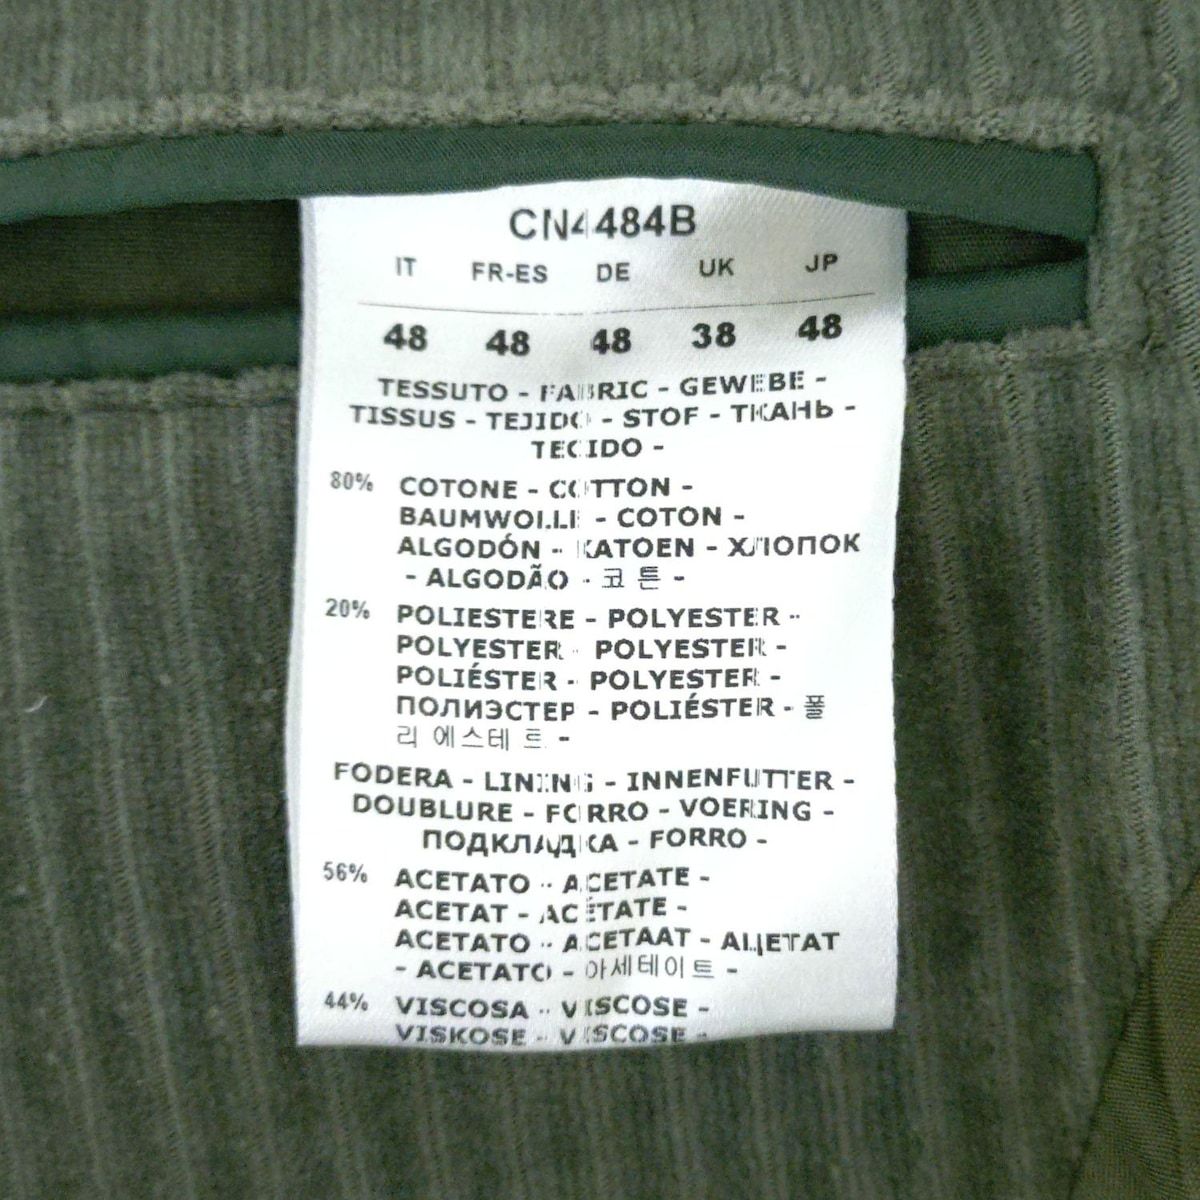 CN4484B
IT FR-ES DE UK JP
48 48 48 38 48
TESSUTO - FABRIC - GEWEBE -
TISSUS - TEJIDO - STOF - ТКАНЬ -
TECIDO -
80% COTONE - COTTON -
BAUMWOLLE - COTON -
ALGODÓN - KATOEN - ХЛОПОК
- ALGODÃO - 코 튼 -
20% POLIESTERE - POLYESTER -
POLYESTER - POLYESTER -
POLIÉSTER - POLYESTER -
ПОЛИЭСТЕР - POLIÉSTER - 폴
리 에스테 트 -
FODERA - LINING - INNENFUTTER -
DOUBLURE - FORRO - VOERING -
ПОДКЛАДКА - FORRO -
56% ACETATO - ACETATE -
ACETAT - ACÉTATE -
ACETATO - ACETAAT - АЦЕТАТ
- ACETATO - 아세테이트 -
44% VISCOSA - VISCOSE -
VISKOSE - VISCOSE -